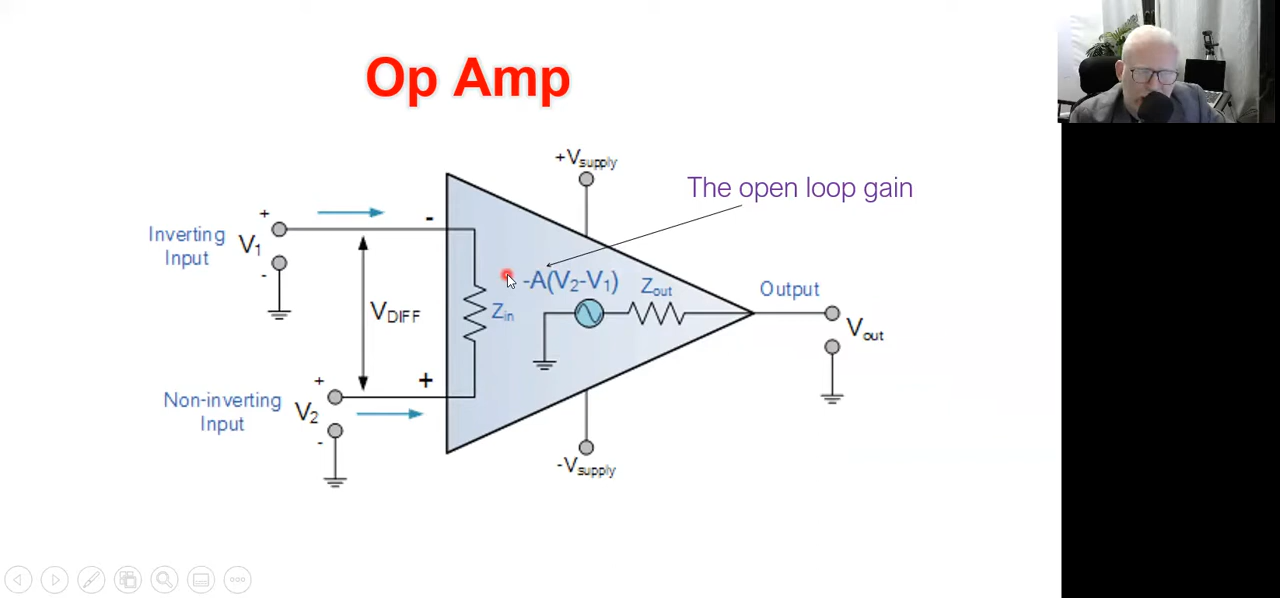 Op Amp
+Vsupply
The open loop gain
+
-
Inverting
Input
V1
-
-A(V2-V1)
Zout
Output
VDIFF
Zin
Vout
+
+
Non-inverting
Input
V2
-
-Vsupply